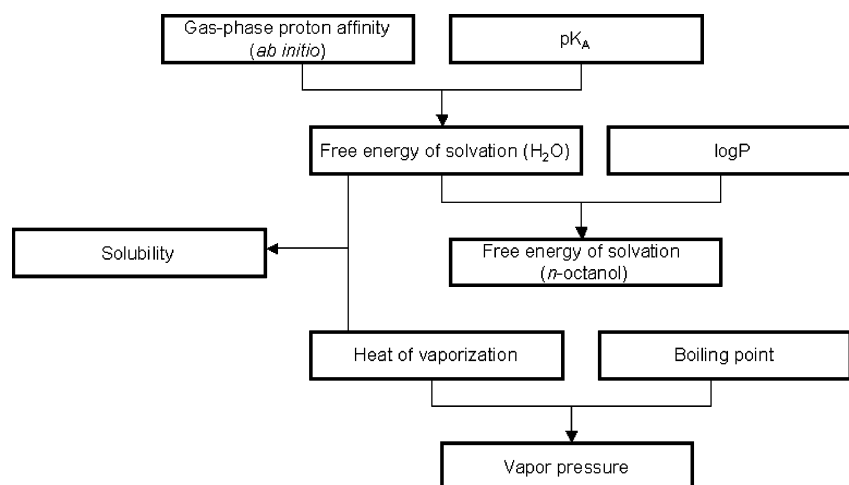 Gas-phase proton affinity
(ab initio)
pKA
Free energy of solvation (H2O)
logP
Solubility
Free energy of solvation
(n-octanol)
Heat of vaporization
Boiling point
Vapor pressure